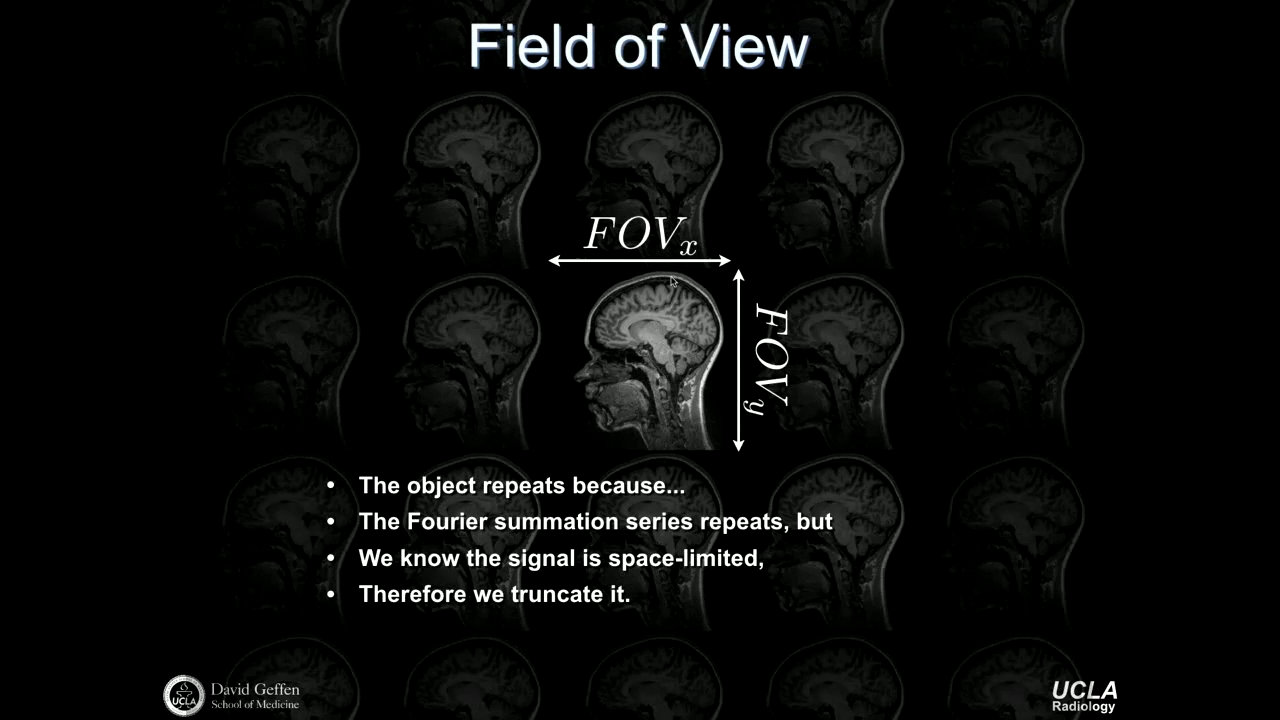 Field of View
FOVx
FOVy
• The object repeats because...
• The Fourier summation series repeats, but
• We know the signal is space-limited,
• Therefore we truncate it.
UCLA
David Geffen
School of Medicine
UCLA
Radiology